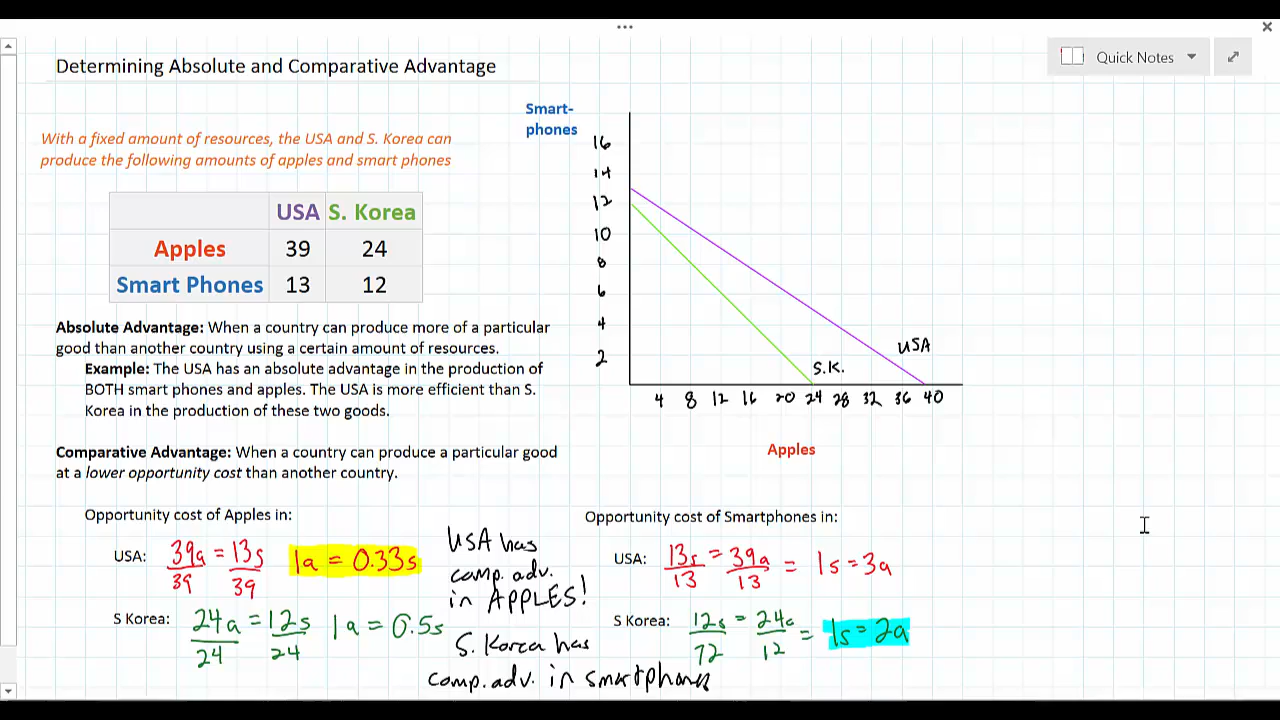 Quick Notes
Determining Absolute and Comparative Advantage
With a fixed amount of resources, the USA and S. Korea can
produce the following amounts of apples and smart phones
USA S. Korea
Apples 39 24
Smart Phones 13 12
Absolute Advantage: When a country can produce more of a particular
good than another country using a certain amount of resources.
Example: The USA has an absolute advantage in the production of
BOTH smart phones and apples. The USA is more efficient than S.
Korea in the production of these two goods.
Comparative Advantage: When a country can produce a particular good
at a lower opportunity cost than another country.
Smart-
phones
16
14
12
10
8
6
4
2
USA
S.K.
4 8 12 16 20 24 28 32 36 40
Apples
Opportunity cost of Apples in:
USA: 39a = 13s 1a = 0.33s
39 39
S Korea: 24a = 12s 1a = 0.5s
24 24
USA has
comp. adv.
in APPLES!
S. Korea has
comp. adv. in smartphones
Opportunity cost of Smartphones in:
USA: 13s = 39a = 1s = 3a
13 13
S Korea: 12s = 24a = 1s = 2a
12 12